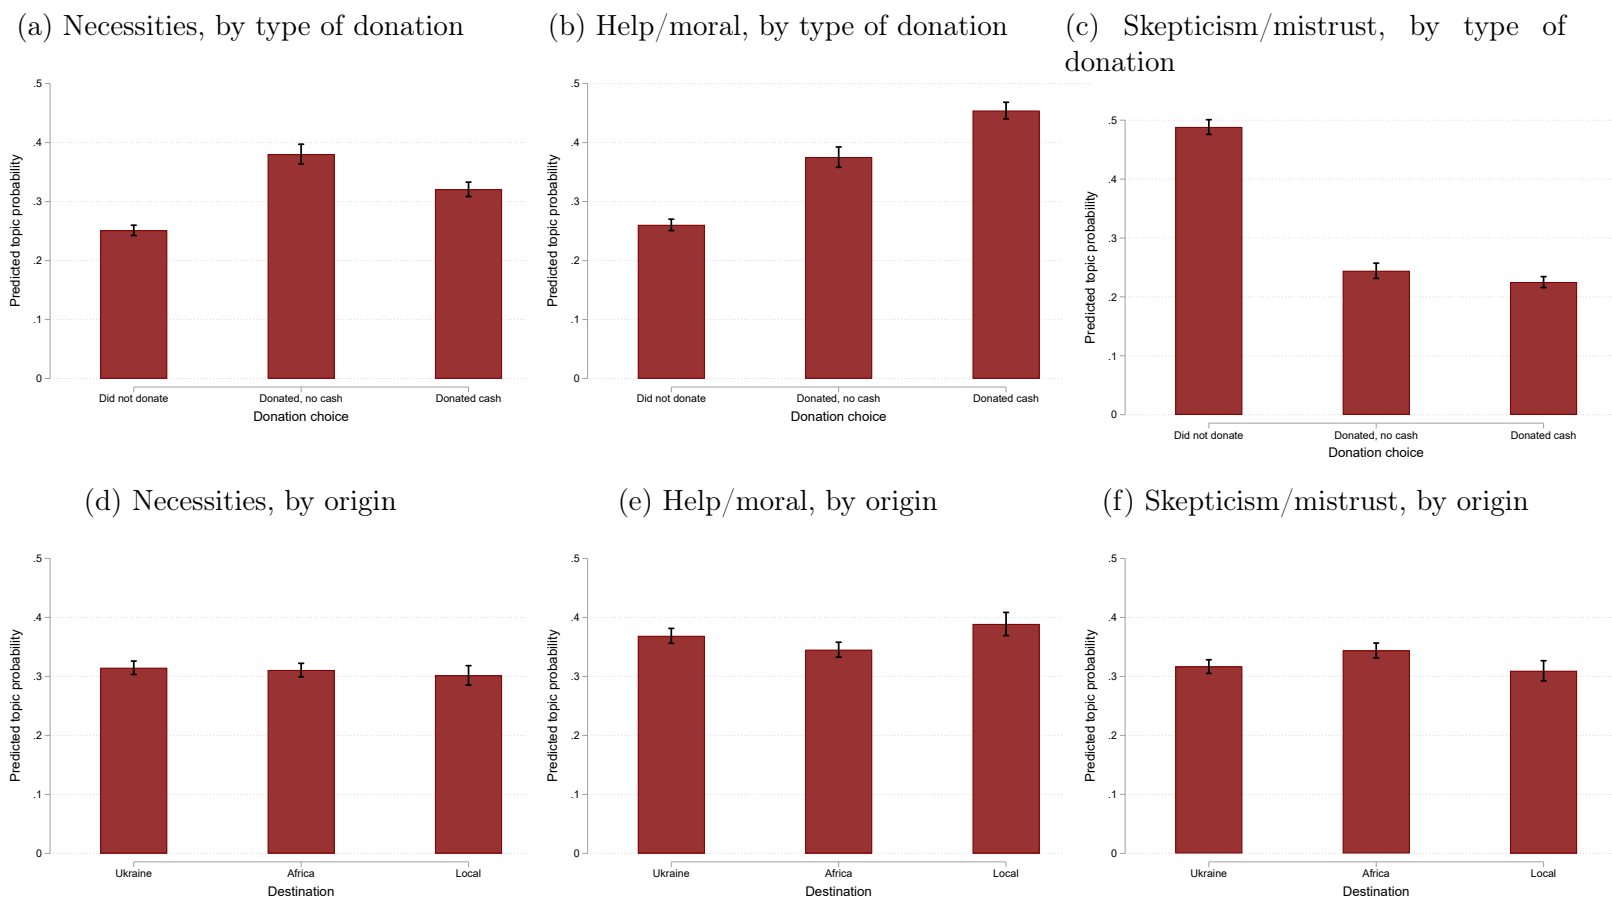 (a) Necessities, by type of donation
.5
.4
.3
.2
.1
0
Predicted topic probability
Did not donate
Donated, no cash
Donated cash
Donation choice
(b) Help/moral, by type of donation
.5
.4
.3
.2
.1
0
Predicted topic probability
Did not donate
Donated, no cash
Donated cash
Donation choice
(c) Skepticism/mistrust, by type of
donation
.5
.4
.3
.2
.1
0
Predicted topic probability
Did not donate
Donated, no cash
Donated cash
Donation choice
(d) Necessities, by origin
.5
.4
.3
.2
.1
0
Predicted topic probability
Ukraine
Africa
Local
Destination
(e) Help/moral, by origin
.5
.4
.3
.2
.1
0
Predicted topic probability
Ukraine
Africa
Local
Destination
(f) Skepticism/mistrust, by origin
.5
.4
.3
.2
.1
0
Predicted topic probability
Ukraine
Africa
Local
Destination